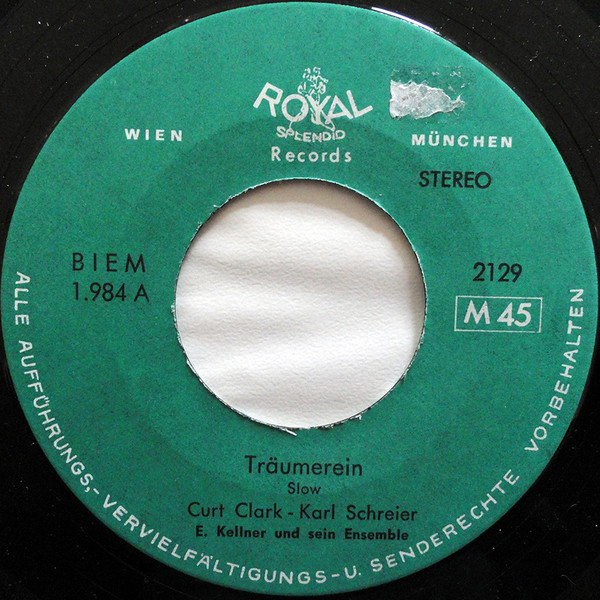 ROYAL
SPLENDID
Records
WIEN
MÜNCHEN
STEREO
BIEM
1.984 A
2129
M 45
Träumerein
Slow
Curt Clark - Karl Schreier
E. Kellner und sein Ensemble
ALLE AUFFÜHRUNGS,- VERVIELFÄLTIGUNGS- U. SENDERECHTE VORBEHALTEN